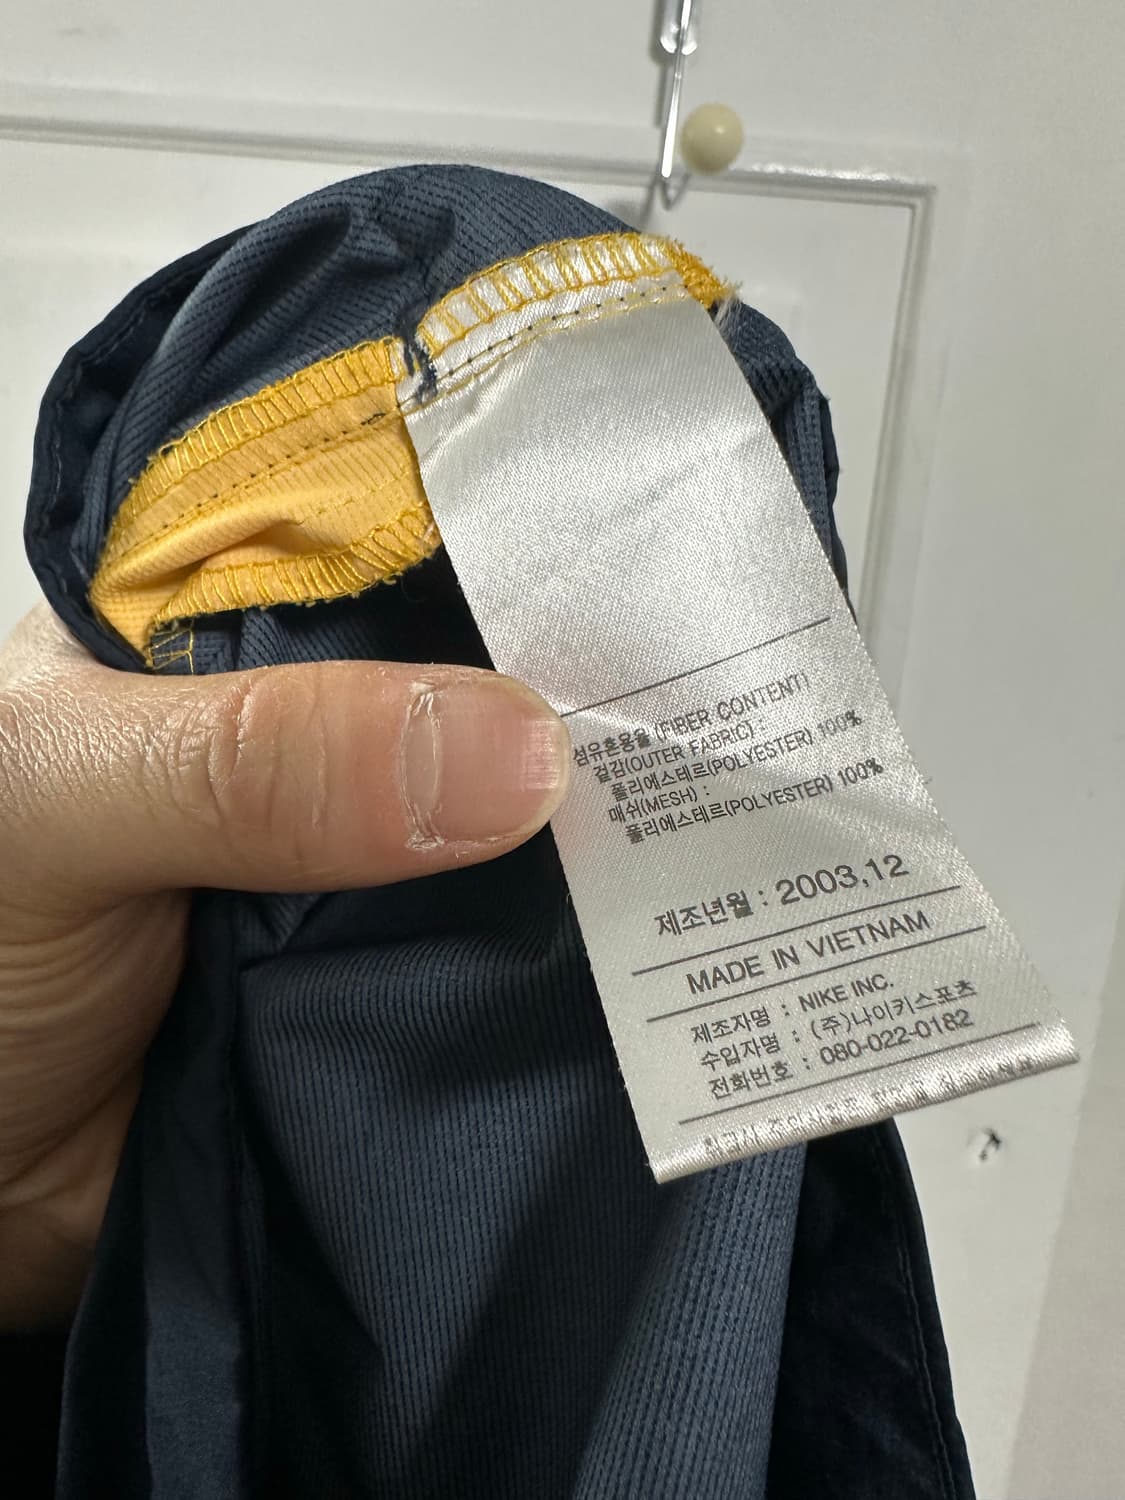 섬유혼용율 (FIBER CONTENT)
겉감(OUTER FABRIC) :
폴리에스테르(POLYESTER) 100%
매쉬(MESH) :
폴리에스테르(POLYESTER) 100%
제조년월 : 2003,12
MADE IN VIETNAM
제조자명 : NIKE INC.
수입자명 : (주)나이키스포츠
전화번호 : 080-022-0182